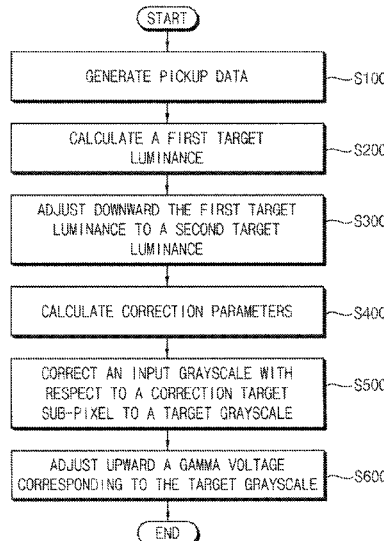 START
GENERATE PICKUP DATA
S100
CALCULATE A FIRST TARGET
LUMINANCE
S200
ADJUST DOWNWARD THE FIRST TARGET
LUMINANCE TO A SECOND TARGET
LUMINANCE
S300
CALCULATE CORRECTION PARAMETERS
S400
CORRECT AN INPUT GRAYSCALE WITH
RESPECT TO A CORRECTION TARGET
SUB-PIXEL TO A TARGET GRAYSCALE
S500
ADJUST UPWARD A GAMMA VOLTAGE
CORRESPONDING TO THE TARGET GRAYSCALE
S600
END